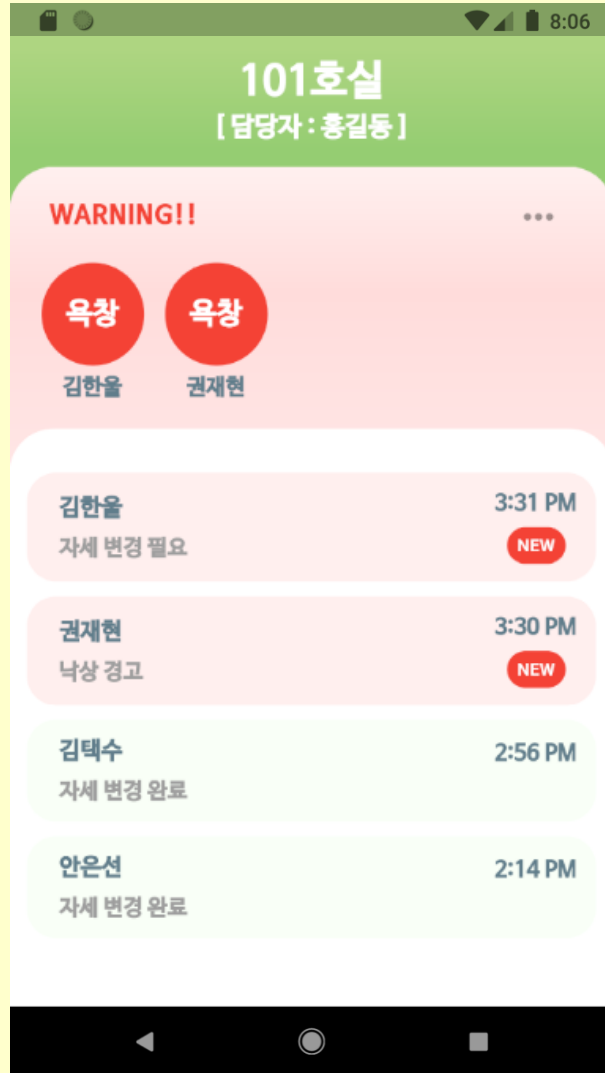 8:06
101호실
[ 담당자 : 홍길동 ]
WARNING!!
욕창 욕창
김한울 권재현
김한울 3:31 PM
자세 변경 필요 NEW
권재현 3:30 PM
낙상 경고 NEW
김택수 2:56 PM
자세 변경 완료
안은선 2:14 PM
자세 변경 완료